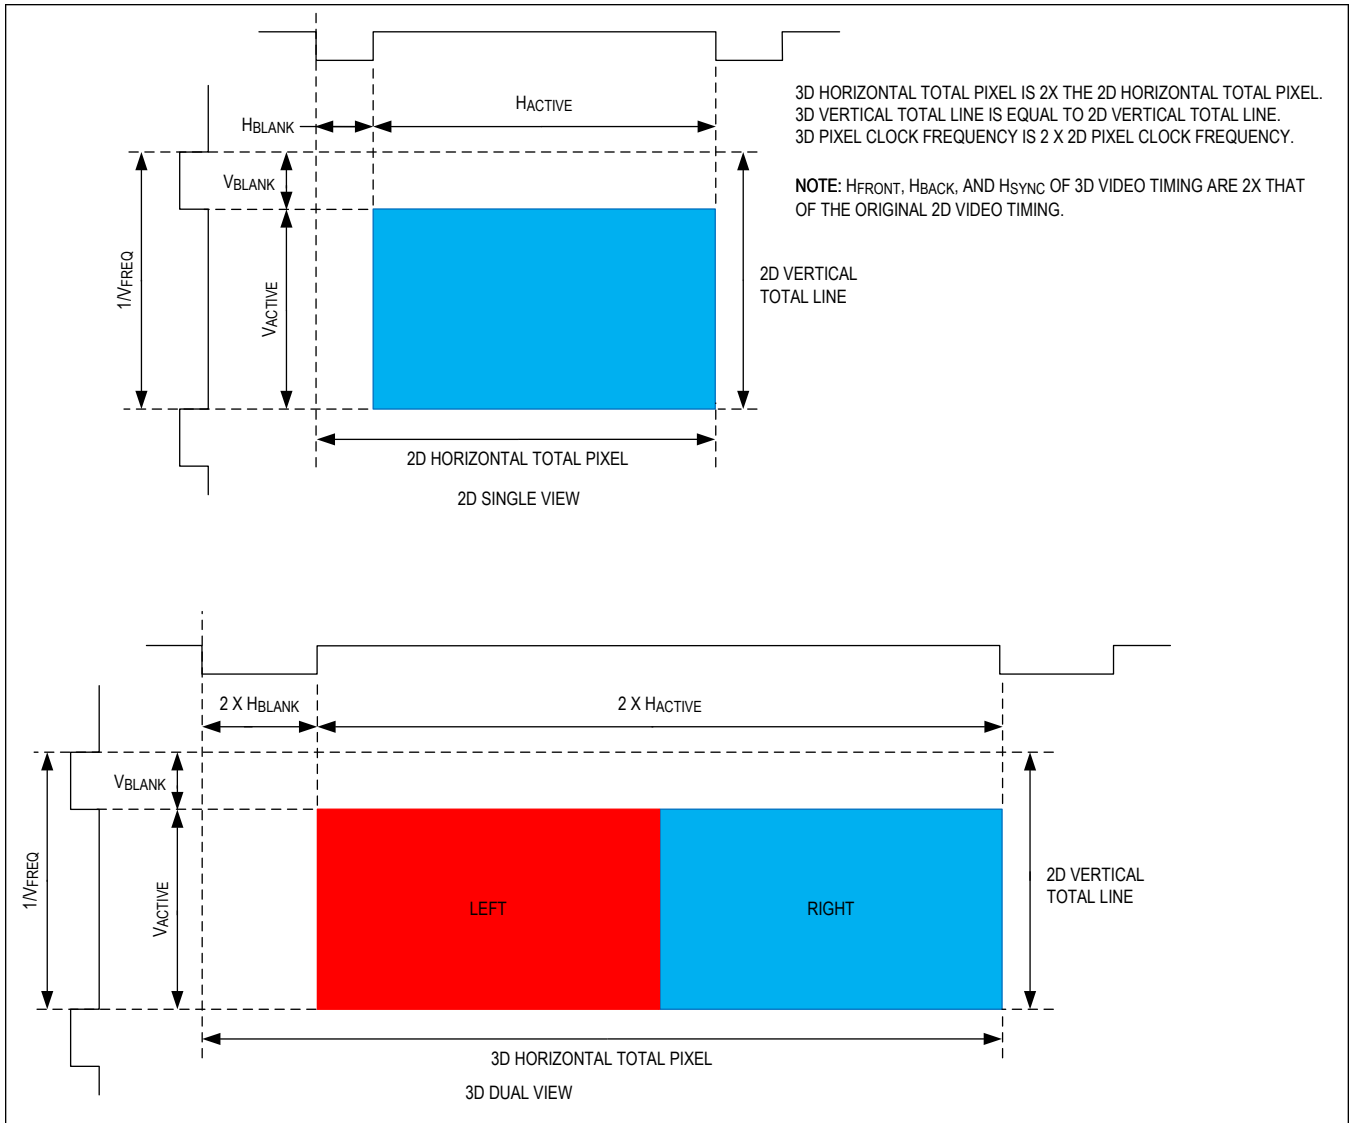 3D HORIZONTAL TOTAL PIXEL IS 2X THE 2D HORIZONTAL TOTAL PIXEL.
3D VERTICAL TOTAL LINE IS EQUAL TO 2D VERTICAL TOTAL LINE.
3D PIXEL CLOCK FREQUENCY IS 2 X 2D PIXEL CLOCK FREQUENCY.
NOTE: HFRONT, HBACK, AND HSYNC OF 3D VIDEO TIMING ARE 2X THAT
OF THE ORIGINAL 2D VIDEO TIMING.
HACTIVE
HBLANK
VBLANK
1/VFREQ
VACTIVE
2D VERTICAL
TOTAL LINE
2D HORIZONTAL TOTAL PIXEL
2D SINGLE VIEW
2 X HBLANK
2 X HACTIVE
VBLANK
1/VFREQ
VACTIVE
LEFT
RIGHT
2D VERTICAL
TOTAL LINE
3D HORIZONTAL TOTAL PIXEL
3D DUAL VIEW